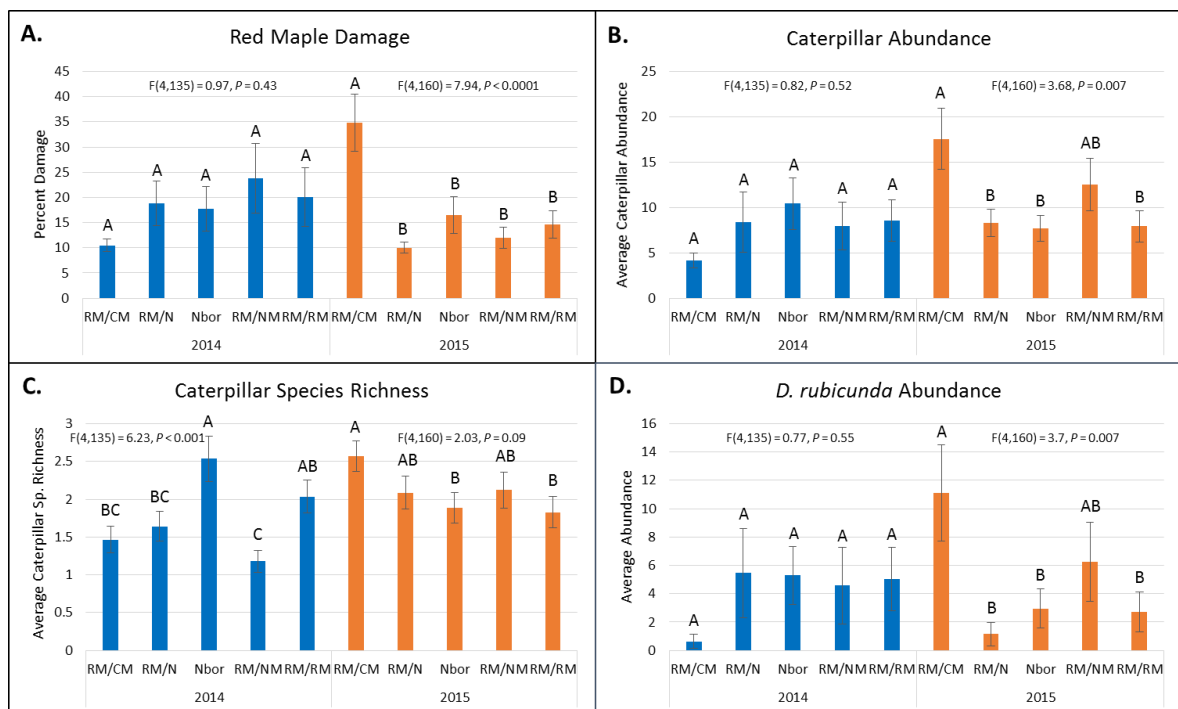 A.
Red Maple Damage
F(4,135) = 0.97, P = 0.43
F(4,160) = 7.94, P < 0.0001
Percent Damage
45
40
35
30
25
20
15
10
5
0
A
A
A
A
A
A
B
B
B
B
RM/CM RM/N Nbor RM/NM RM/RM RM/CM RM/N Nbor RM/NM RM/RM
2014 2015
B.
Caterpillar Abundance
F(4,135) = 0.82, P = 0.52
F(4,160) = 3.68, P = 0.007
Average Caterpillar Abundance
25
20
15
10
5
0
A
A
A
A
A
A
B
B
AB
B
RM/CM RM/N Nbor RM/NM RM/RM RM/CM RM/N Nbor RM/NM RM/RM
2014 2015
C.
Caterpillar Species Richness
F(4,135) = 6.23, P < 0.001
F(4,160) = 2.03, P = 0.09
Average Caterpillar Sp. Richness
3
2.5
2
1.5
1
0.5
0
BC
BC
A
C
AB
A
AB
B
AB
B
RM/CM RM/N Nbor RM/NM RM/RM RM/CM RM/N Nbor RM/NM RM/RM
2014 2015
D.
D. rubicunda Abundance
F(4,135) = 0.77, P = 0.55
F(4,160) = 3.7, P = 0.007
Average Abundance
16
14
12
10
8
6
4
2
0
A
A
A
A
A
A
B
B
AB
B
RM/CM RM/N Nbor RM/NM RM/RM RM/CM RM/N Nbor RM/NM RM/RM
2014 2015